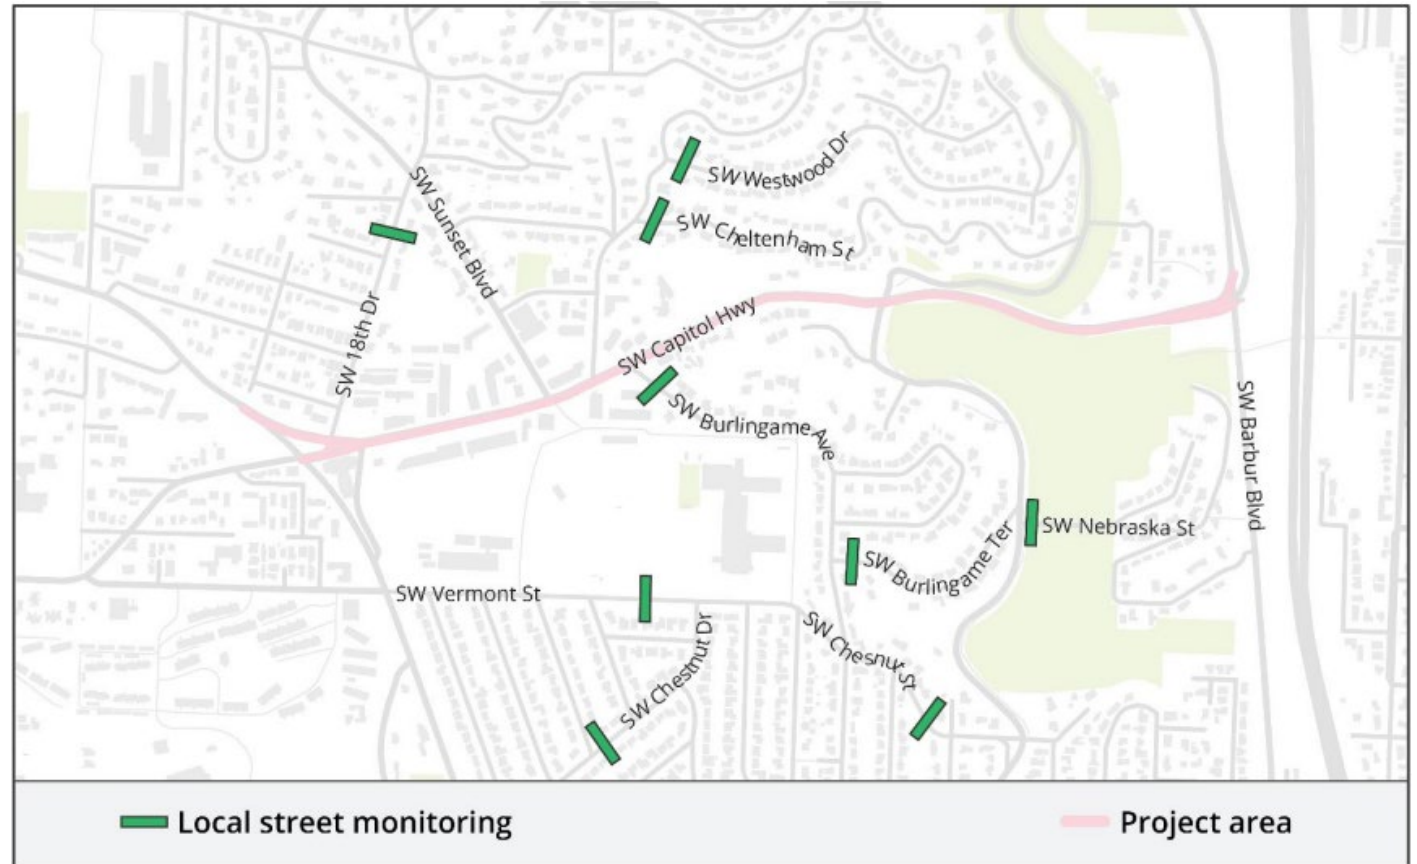 SW Westwood Dr
SW Sunset Blvd
SW Cheltenham St
SW 18th Dr
SW Capitol Hwy
SW Burlingame Ave
SW Barbur Blvd
SW Nebraska St
SW Burlingame Ter
SW Vermont St
SW Chestnut Dr
SW Chesnut St
Local street monitoring
Project area